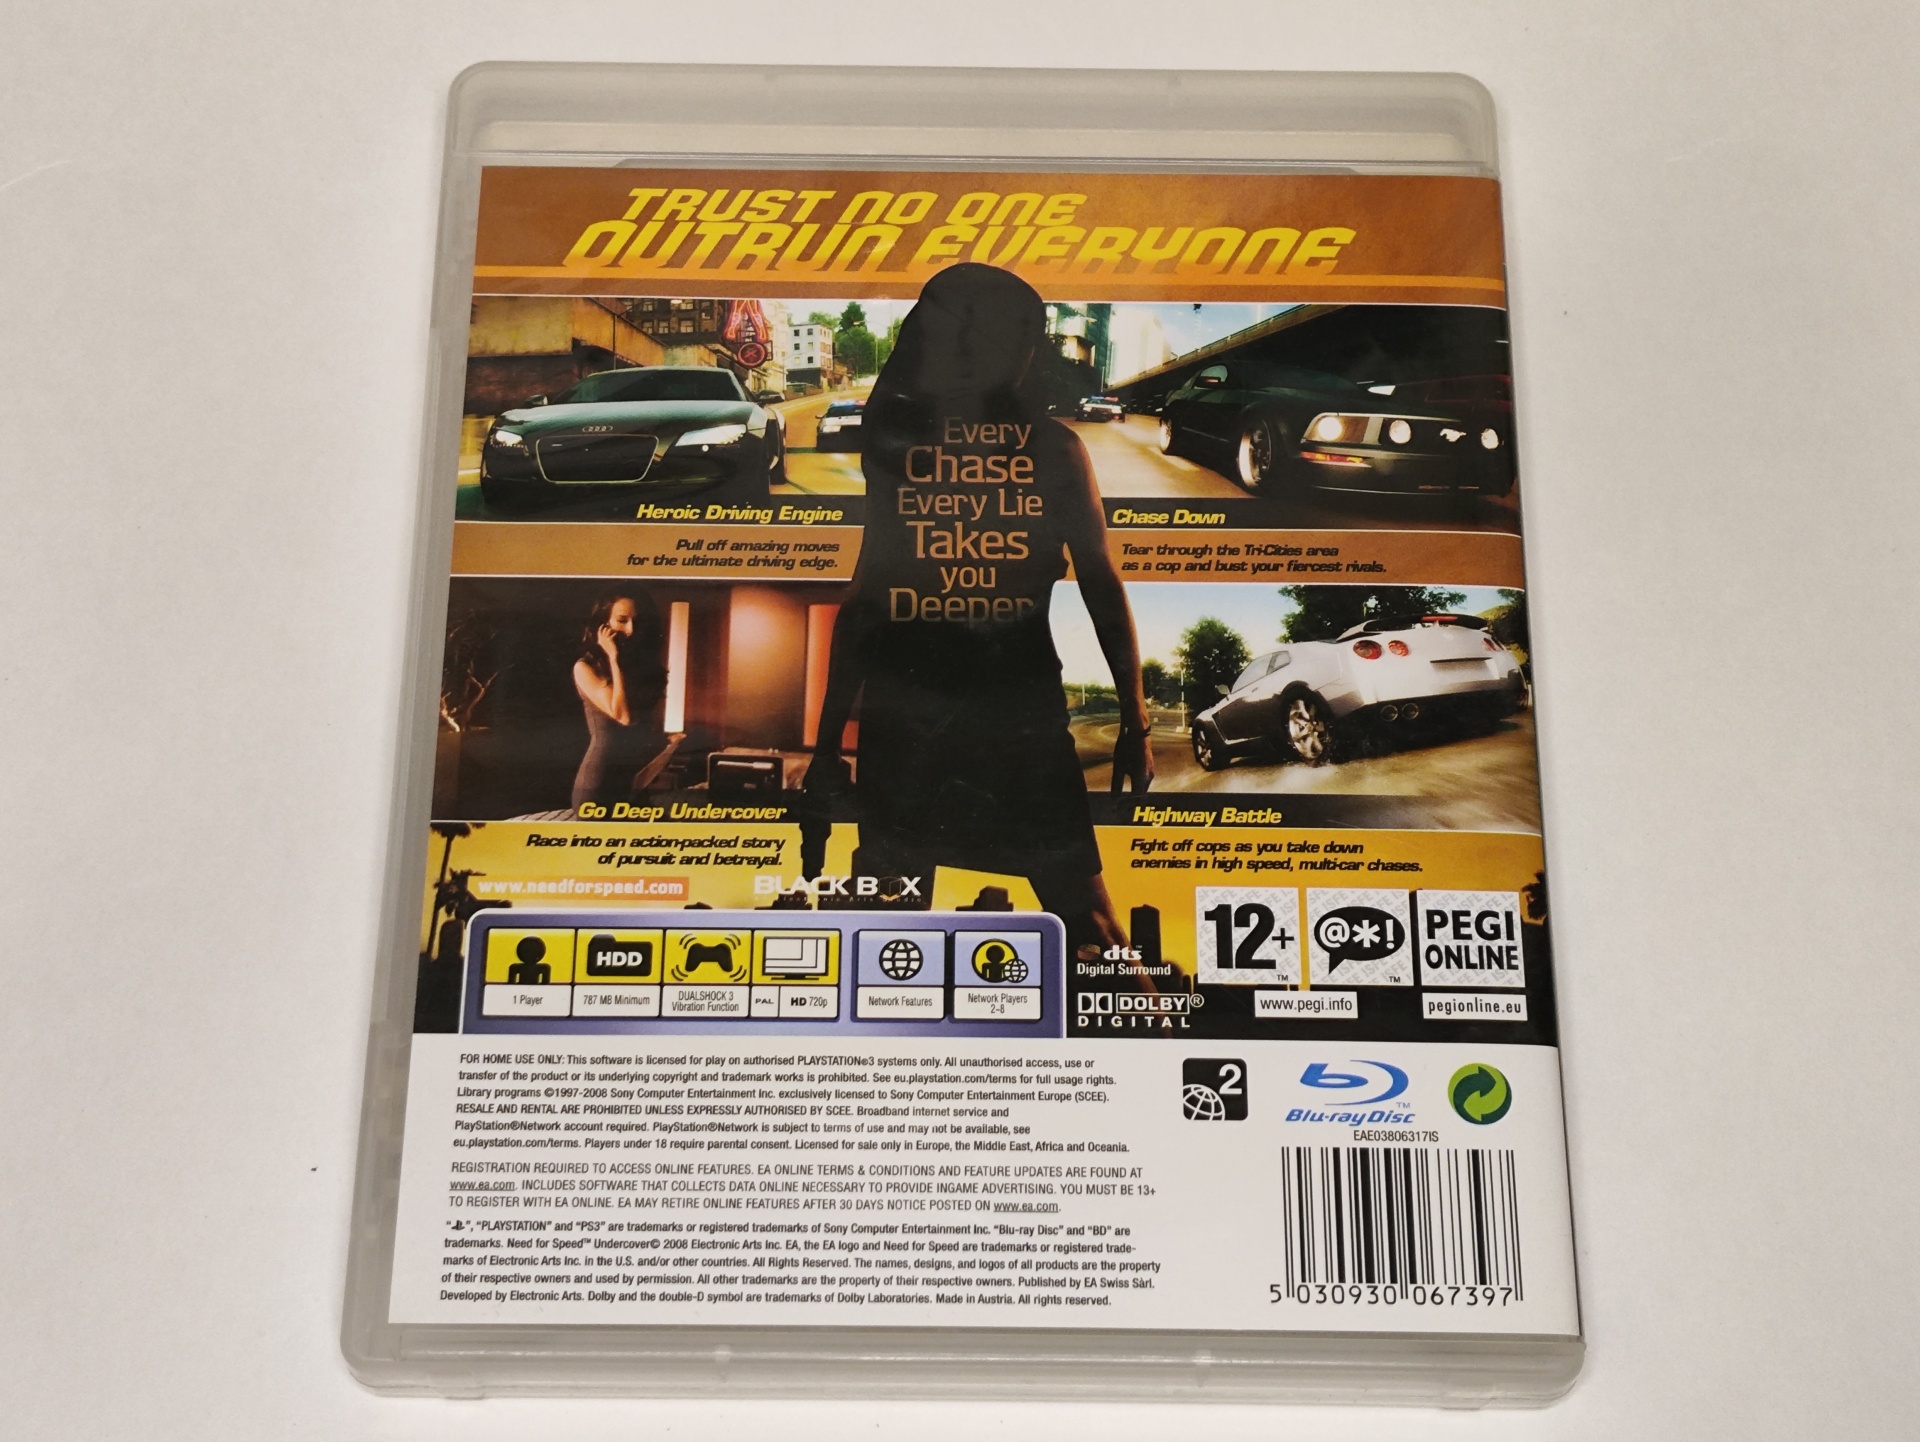 TRUST NO ONE
OUTRUN EVERYONE
Every
Chase
Every Lie
Takes
you
Deeper
Heroic Driving Engine
Pull off amazing moves
for the ultimate driving edge.
Chase Down
Tear through the Tri-Cities area
as a cop and bust your fiercest rivals.
Go Deep Undercover
Race into an action-packed story
of pursuit and betrayal.
Highway Battle
Fight off cops as you take down
enemies in high speed, multi-car chases.
www.needforspeed.com
BLACK BOX
HDD
1 Player
787 MB Minimum
DUALSHOCK 3
Vibration Function
PAL
HD 720p
Network Features
Network Players
2-8
dts™
Digital Surround
DOLBY®
DIGITAL
12+™
@*!™
PEGI
ONLINE
www.pegi.info
pegionline.eu
FOR HOME USE ONLY: This software is licensed for play on authorised PLAYSTATION®3 systems only. All unauthorised access, use or
transfer of the product or its underlying copyright and trademark works is prohibited. See eu.playstation.com/terms for full usage rights.
Library programs ©1997-2008 Sony Computer Entertainment Inc. exclusively licensed to Sony Computer Entertainment Europe (SCEE).
RESALE AND RENTAL ARE PROHIBITED UNLESS EXPRESSLY AUTHORISED BY SCEE. Broadband internet service and
PlayStation®Network account required. PlayStation®Network is subject to terms of use and may not be available, see
eu.playstation.com/terms. Players under 18 require parental consent. Licensed for sale only in Europe, the Middle East, Africa and Oceania.
REGISTRATION REQUIRED TO ACCESS ONLINE FEATURES. EA ONLINE TERMS & CONDITIONS AND FEATURE UPDATES ARE FOUND AT
www.ea.com. INCLUDES SOFTWARE THAT COLLECTS DATA ONLINE NECESSARY TO PROVIDE INGAME ADVERTISING. YOU MUST BE 13+
TO REGISTER WITH EA ONLINE. EA MAY RETIRE ONLINE FEATURES AFTER 30 DAYS NOTICE POSTED ON www.ea.com.
"PS", "PLAYSTATION" and "PS3" are trademarks or registered trademarks of Sony Computer Entertainment Inc. "Blu-ray Disc" and "BD" are
trademarks. Need for Speed™ Undercover© 2008 Electronic Arts Inc. EA, the EA logo and Need for Speed are trademarks or registered trade-
marks of Electronic Arts Inc. in the U.S. and/or other countries. All Rights Reserved. The names, designs, and logos of all products are the property
of their respective owners and used by permission. All other trademarks are the property of their respective owners. Published by EA Swiss Sàrl.
Developed by Electronic Arts. Dolby and the double-D symbol are trademarks of Dolby Laboratories. Made in Austria. All rights reserved.
2
Blu-ray Disc™
EAE03806317IS
5 030930 067397